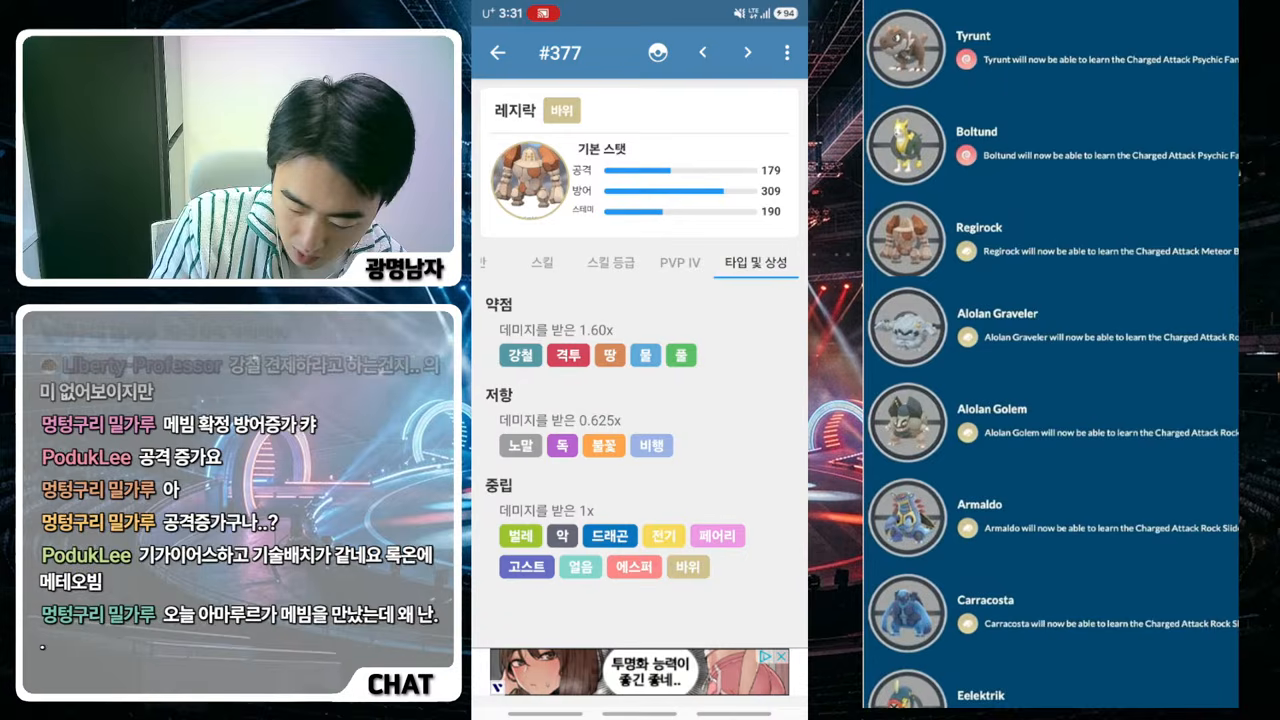 광명남자
Liberty-Professor 강철 견제하라고 하는건지.. 의
미 없어보이지만
멍텅구리 밀가루 메빔 확정 방어증가 캬
PodukLee 공격 증가요
멍텅구리 밀가루 아
멍텅구리 밀가루 공격증가구나..?
PodukLee 기가이어스하고 기술배치가 같네요 록온에
메테오빔
멍텅구리 밀가루 오늘 아마루르가 메빔을 만났는데 왜 난.
.
CHAT
U+ 3:31
LTE 94
#377
레지락 바위
기본 스탯
공격 179
방어 309
스테미 190
스킬 스킬 등급 PVP IV 타입 및 상성
약점
데미지를 받은 1.60x
강철 격투 땅 물 풀
저항
데미지를 받은 0.625x
노말 독 불꽃 비행
중립
데미지를 받은 1x
벌레 악 드래곤 전기 페어리
고스트 얼음 에스퍼 바위
투명화 능력이
좋긴 좋네..
Tyrunt
Tyrunt will now be able to learn the Charged Attack Psychic Fan
Boltund
Boltund will now be able to learn the Charged Attack Psychic Fa
Regirock
Regirock will now be able to learn the Charged Attack Meteor B
Alolan Graveler
Alolan Graveler will now be able to learn the Charged Attack Ro
Alolan Golem
Alolan Golem will now be able to learn the Charged Attack Rock
Armaldo
Armaldo will now be able to learn the Charged Attack Rock Slide
Carracosta
Carracosta will now be able to learn the Charged Attack Rock Sl
Eelektrik